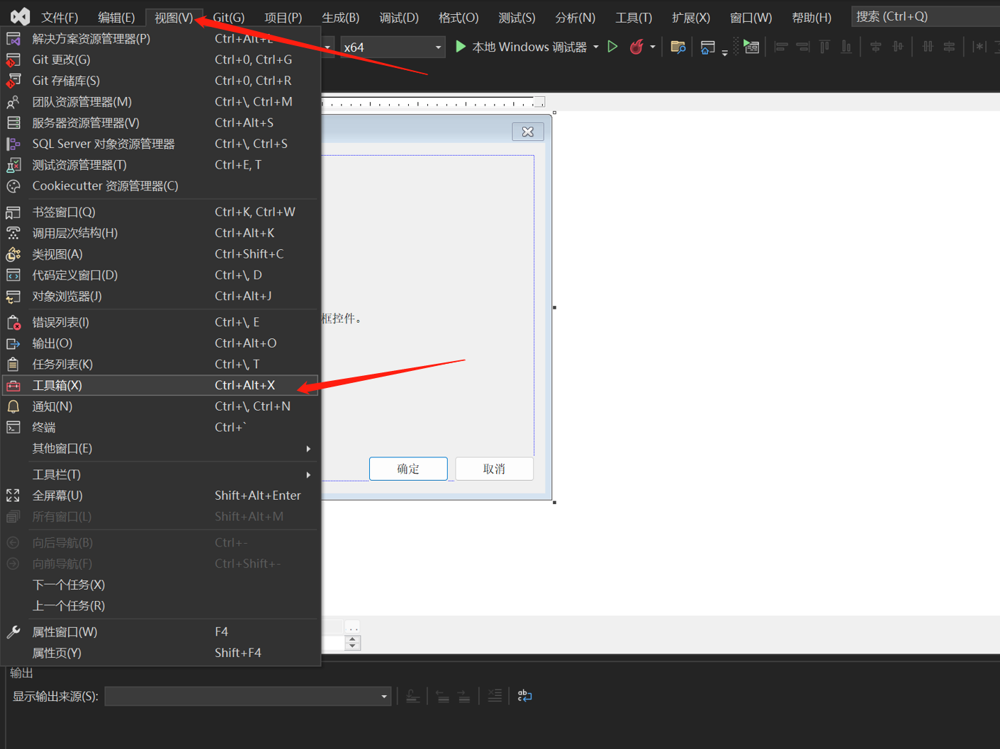 文件(F) 编辑(E) 视图(V) Git(G) 项目(P) 生成(B) 调试(D) 格式(O) 测试(S) 分析(N) 工具(T) 扩展(X) 窗口(W) 帮助(H) 搜索 (Ctrl+Q)
x64 本地 Windows 调试器
解决方案资源管理器(P) Ctrl+Alt+L
Git 更改(G) Ctrl+0, Ctrl+G
Git 存储库(S) Ctrl+0, Ctrl+R
团队资源管理器(M) Ctrl+\, Ctrl+M
服务器资源管理器(V) Ctrl+Alt+S
SQL Server 对象资源管理器 Ctrl+\, Ctrl+S
测试资源管理器(T) Ctrl+E, T
Cookiecutter 资源管理器(C)
书签窗口(Q) Ctrl+K, Ctrl+W
调用层次结构(H) Ctrl+Alt+K
类视图(A) Ctrl+Shift+C
代码定义窗口(D) Ctrl+\, D
对象浏览器(J) Ctrl+Alt+J
错误列表(I) Ctrl+\, E
输出(O) Ctrl+Alt+O
任务列表(K) Ctrl+\, T
工具箱(X) Ctrl+Alt+X
通知(N) Ctrl+\, Ctrl+N
终端 Ctrl+`
其他窗口(E)
工具栏(T)
全屏幕(U) Shift+Alt+Enter
所有窗口(L) Shift+Alt+M
向后导航(B) Ctrl+-
向前导航(F) Ctrl+Shift+-
下一个任务(X)
上一个任务(R)
属性窗口(W) F4
属性页(Y) Shift+F4
框控件。
确定 取消
..
输出
显示输出来源(S):